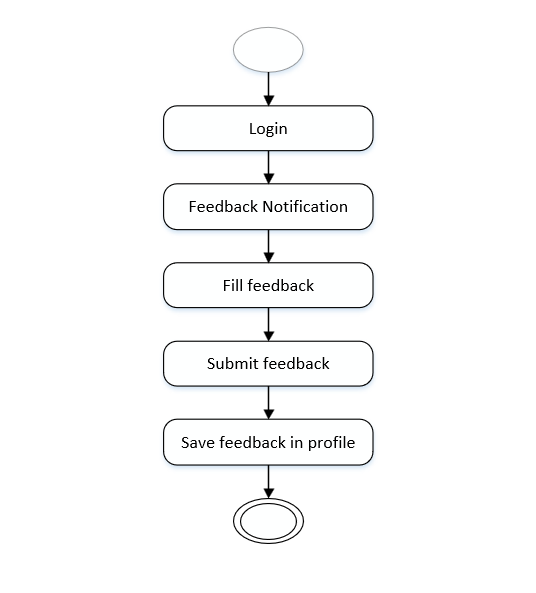 Login
Feedback Notification
Fill feedback
Submit feedback
Save feedback in profile